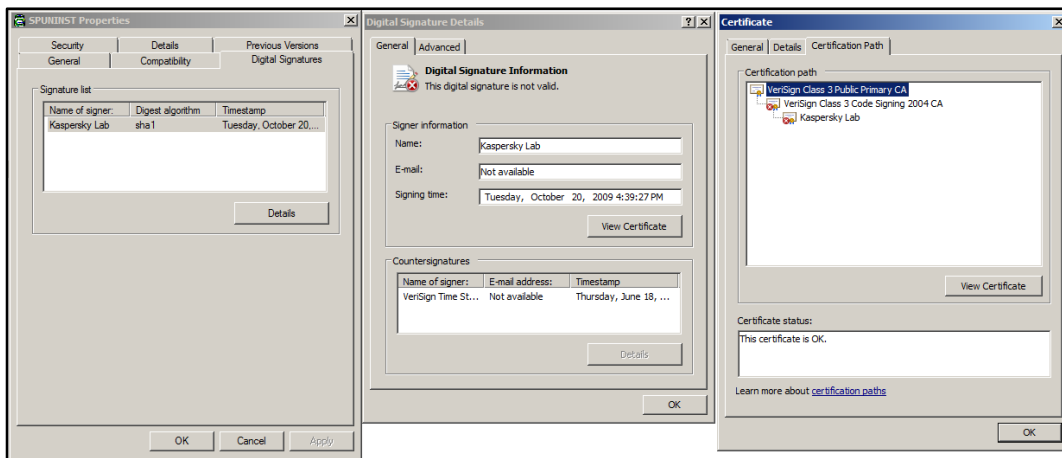 SPUNINST Properties
Security Details Previous Versions
General Compatibility Digital Signatures
Signature list
Name of signer: Digest algorithm Timestamp
Kaspersky Lab sha1 Tuesday, October 20,...
Details
OK Cancel Apply
Digital Signature Details
General Advanced
Digital Signature Information
This digital signature is not valid.
Signer information
Name: Kaspersky Lab
E-mail: Not available
Signing time: Tuesday, October 20, 2009 4:39:27 PM
View Certificate
Countersignatures
Name of signer: E-mail address: Timestamp
VeriSign Time St... Not available Thursday, June 18, ...
Details
OK
Certificate
General Details Certification Path
Certification path
VeriSign Class 3 Public Primary CA
VeriSign Class 3 Code Signing 2004 CA
Kaspersky Lab
View Certificate
Certificate status:
This certificate is OK.
Learn more about certification paths
OK